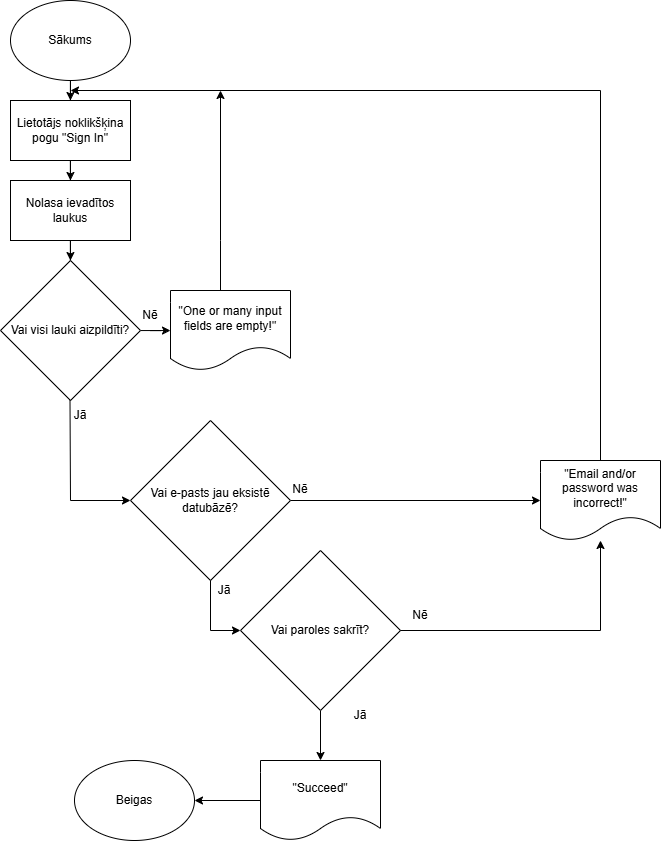 Sākums
Lietotājs noklikšķina
pogu "Sign In"
Nolasa ievadītos
laukus
Vai visi lauki aizpildīti?
Nē
"One or many input
fields are empty!"
Jā
Vai e-pasts jau eksistē
datubāzē?
Nē
"Email and/or
password was
incorrect!"
Jā
Vai paroles sakrīt?
Nē
Jā
"Succeed"
Beigas